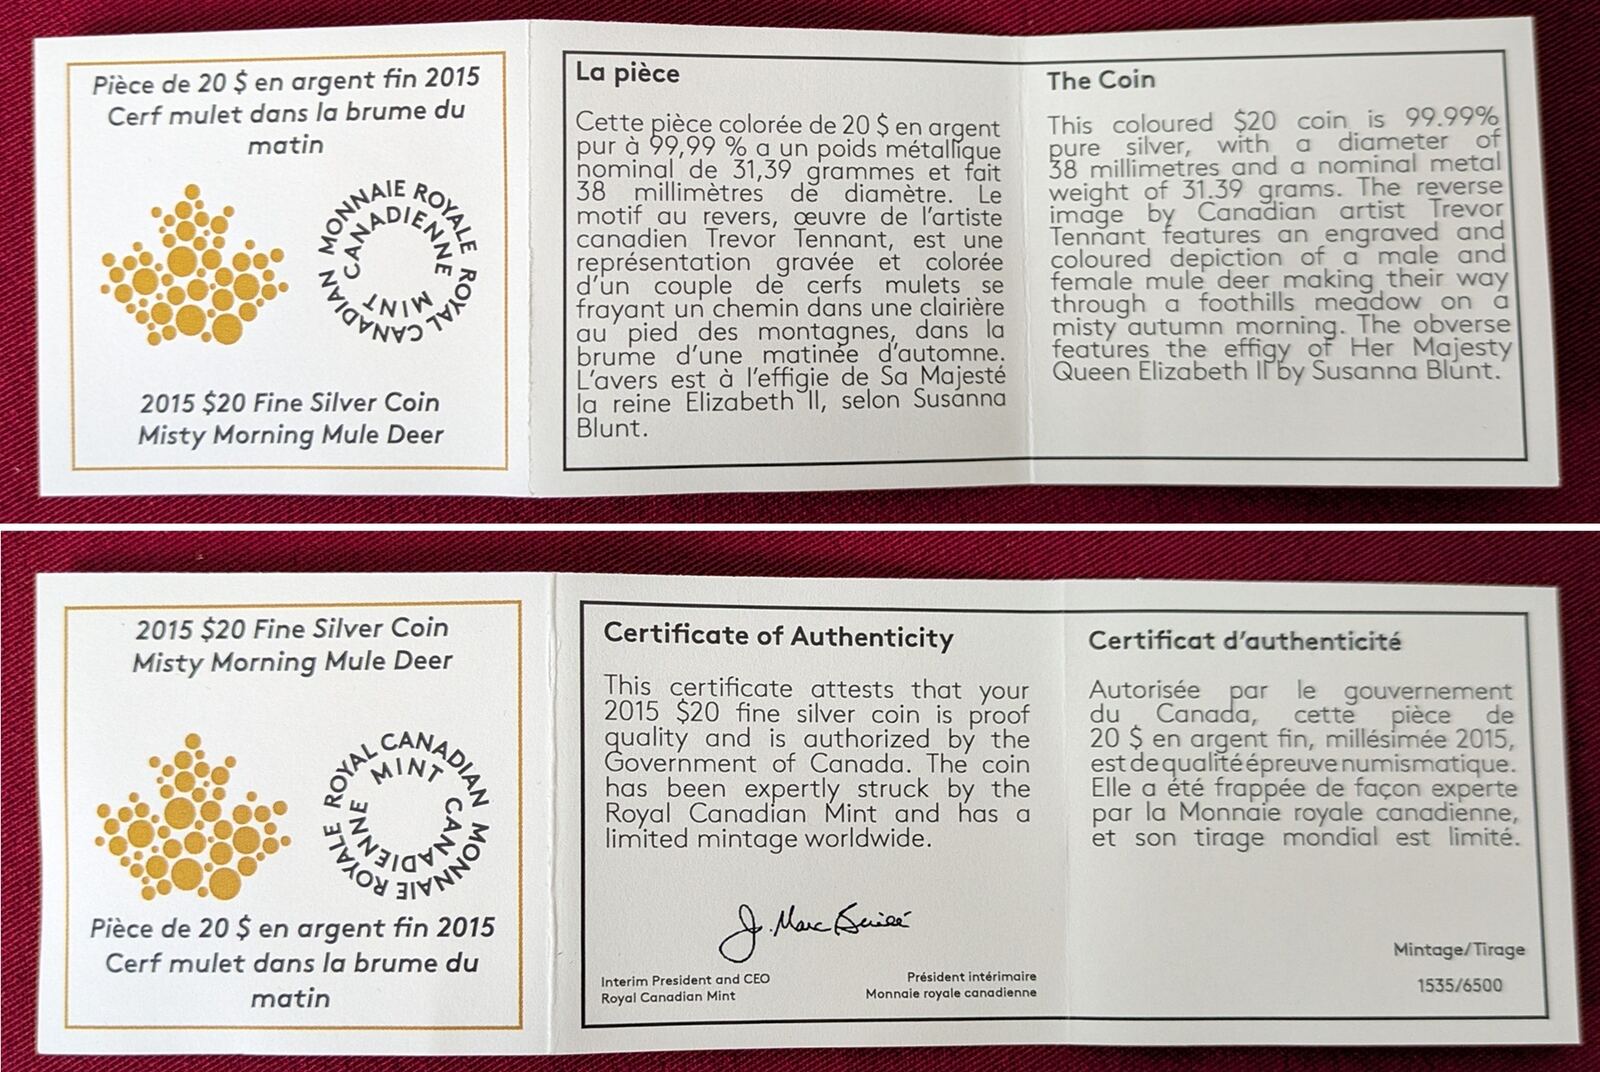 Pièce de 20 $ en argent fin 2015
Cerf mulet dans la brume du
matin
MONNAIE ROYALE CANADIENNE
ROYAL CANADIAN MINT
2015 $20 Fine Silver Coin
Misty Morning Mule Deer
La pièce
Cette pièce colorée de 20 $ en argent
pur à 99,99 % a un poids métallique
nominal de 31,39 grammes et fait
38 millimètres de diamètre. Le
motif au revers, œuvre de l'artiste
canadien Trevor Tennant, est une
représentation gravée et colorée
d'un couple de cerfs mulets se
frayant un chemin dans une clairière
au pied des montagnes, dans la
brume d'une matinée d'automne.
L'avers est à l'effigie de Sa Majesté
la reine Elizabeth II, selon Susanna
Blunt.
The Coin
This coloured $20 coin is 99.99%
pure silver, with a diameter of
38 millimetres and a nominal metal
weight of 31.39 grams. The reverse
image by Canadian artist Trevor
Tennant features an engraved and
coloured depiction of a male and
female mule deer making their way
through a foothills meadow on a
misty autumn morning. The obverse
features the effigy of Her Majesty
Queen Elizabeth II by Susanna Blunt.
2015 $20 Fine Silver Coin
Misty Morning Mule Deer
ROYAL CANADIAN MINT
MONNAIE ROYALE CANADIENNE
Pièce de 20 $ en argent fin 2015
Cerf mulet dans la brume du
matin
Certificate of Authenticity
This certificate attests that your
2015 $20 fine silver coin is proof
quality and is authorized by the
Government of Canada. The coin
has been expertly struck by the
Royal Canadian Mint and has a
limited mintage worldwide.
J. Marc
Interim President and CEO
Royal Canadian Mint
Président intérimaire
Monnaie royale canadienne
Certificat d'authenticité
Autorisée par le gouvernement
du Canada, cette pièce de
20 $ en argent fin, millésimée 2015,
est de qualité épreuve numismatique.
Elle a été frappée de façon experte
par la Monnaie royale canadienne,
et son tirage mondial est limité.
Mintage/Tirage
1535/6500